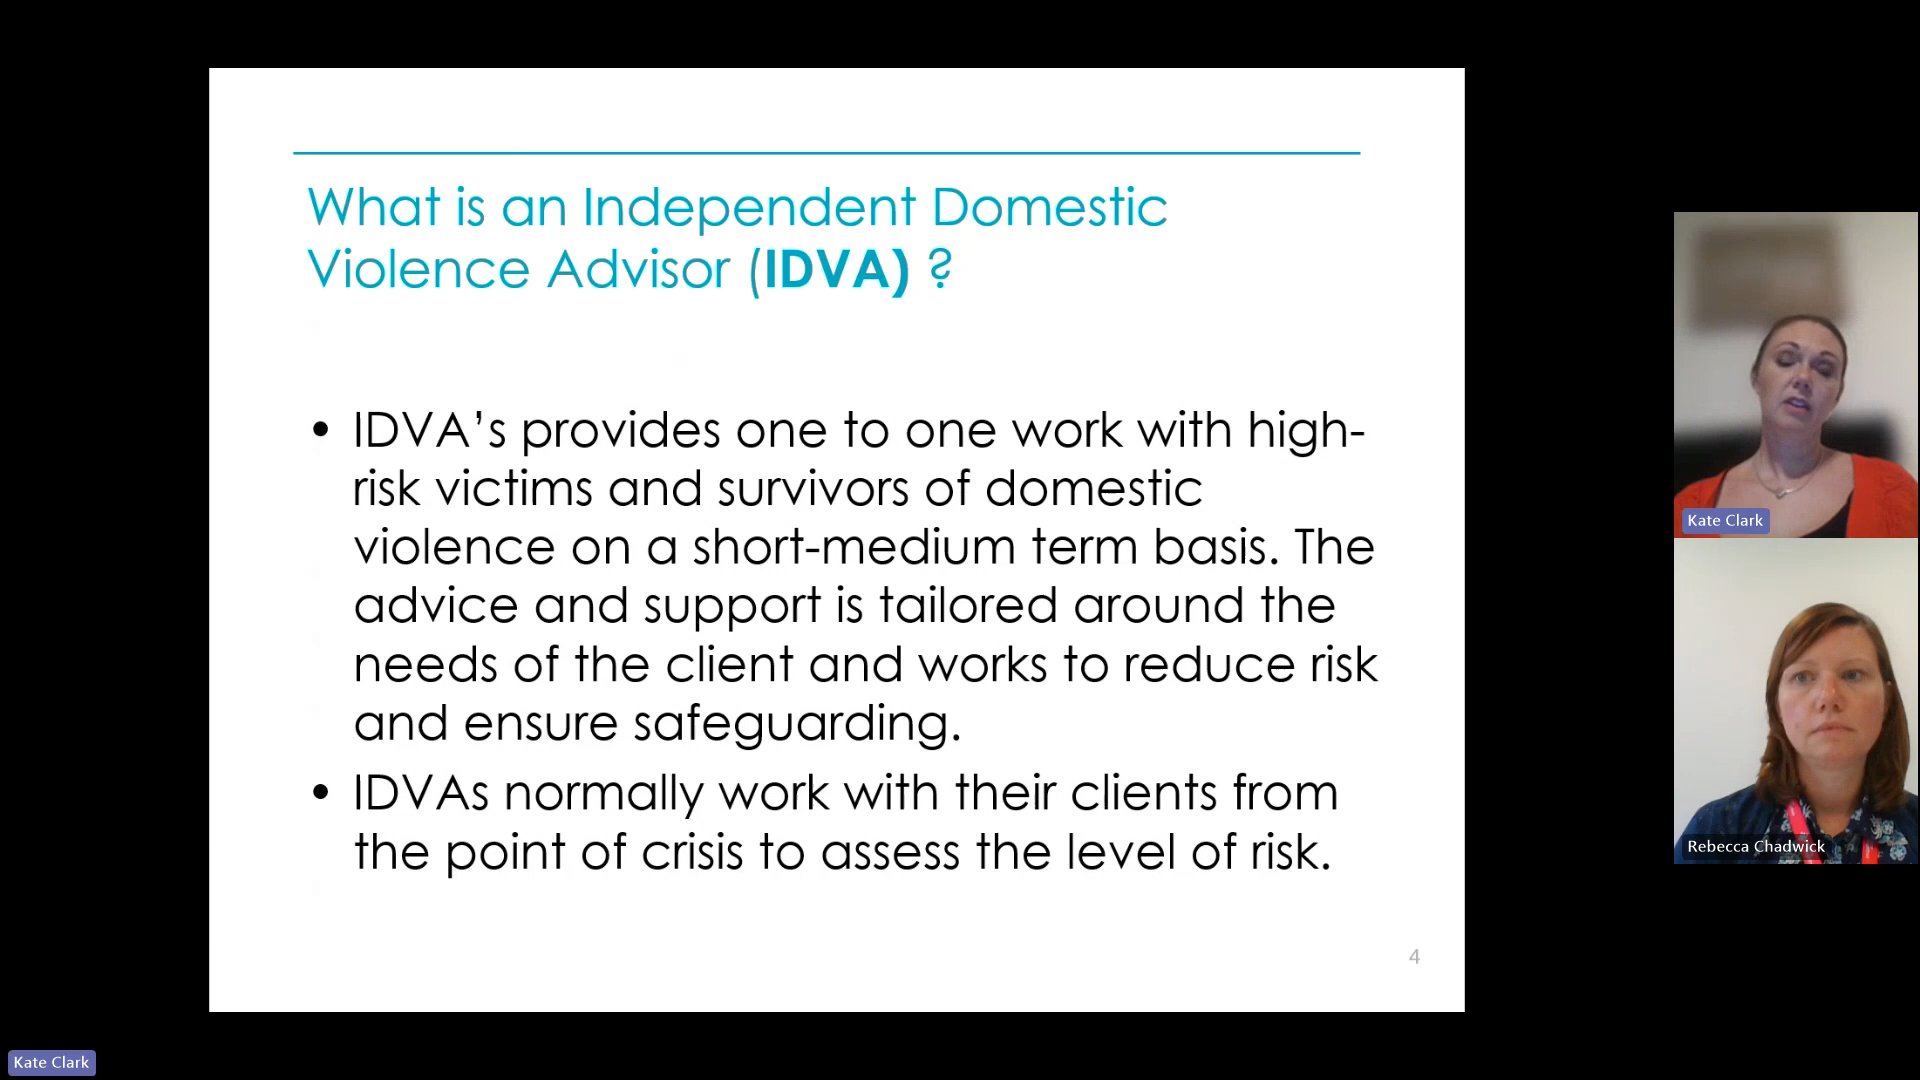 What is an Independent Domestic
Violence Advisor (IDVA) ?
• IDVA’s provides one to one work with high-
risk victims and survivors of domestic
violence on a short-medium term basis. The
advice and support is tailored around the
needs of the client and works to reduce risk
and ensure safeguarding.
• IDVAs normally work with their clients from
the point of crisis to assess the level of risk.
4
Kate Clark
Rebecca Chadwick
Kate Clark